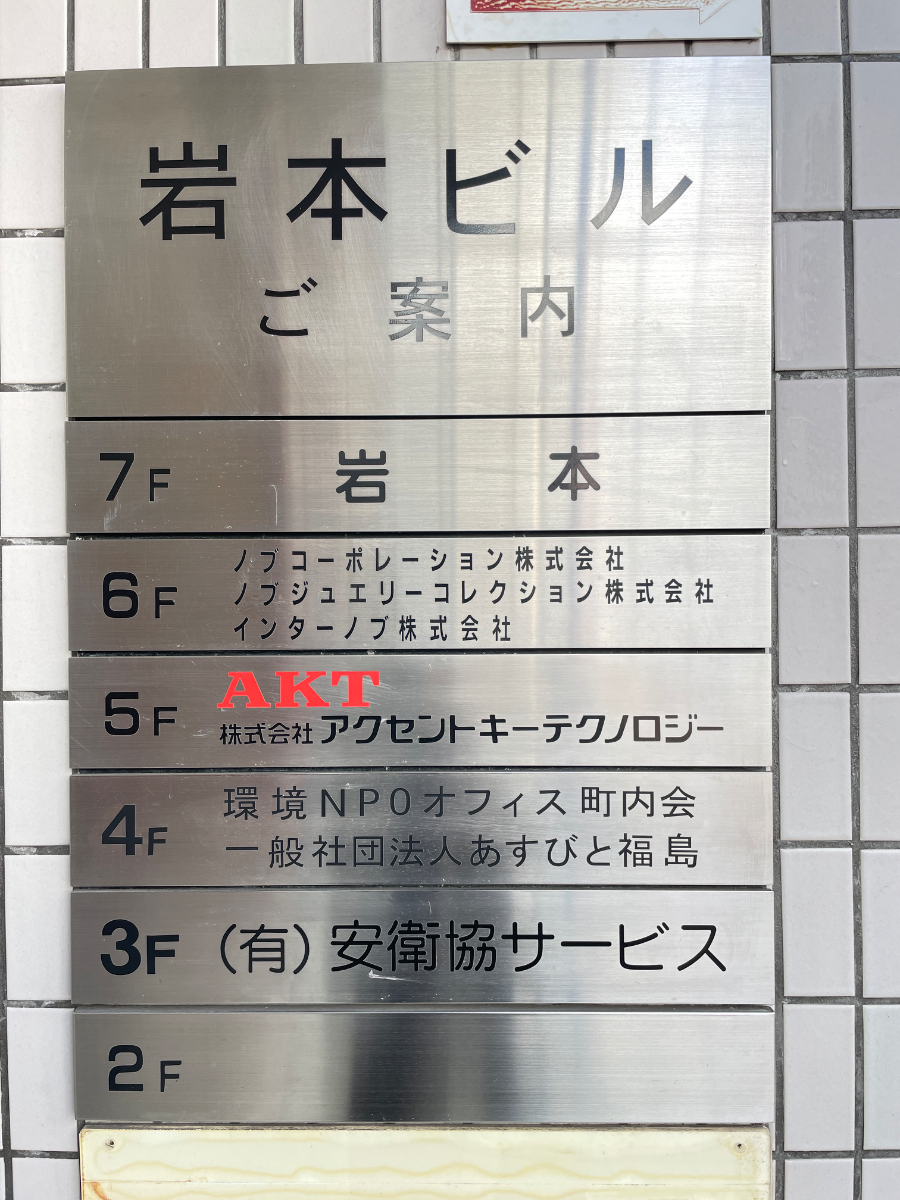 岩本ビル
ご案内
7F 岩本
6F ノブコーポレーション株式会社
ノブジュエリーコレクション株式会社
インターノブ株式会社
5F AKT
株式会社アクセントキーテクノロジー
4F 環境NPOオフィス町内会
一般社団法人あすびと福島
3F (有)安衛協サービス
2F